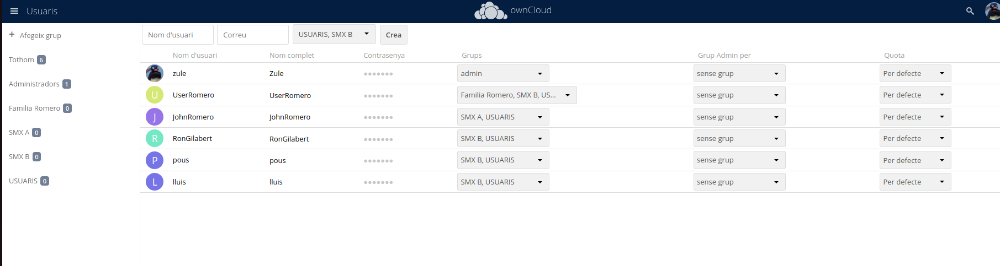 Usuaris
ownCloud
+ Afegeix grup
Tothom 6
Administradors 1
Familia Romero 0
SMX A 0
SMX B 0
USUARIS 0
Nom d'usuari Correu USUARIS, SMX B Crea
Nom d'usuari Nom complet Contrasenya Grups Grup Admin per Quota
zule Zule ●●●●●●● admin sense grup Per defecte
U UserRomero UserRomero ●●●●●●● Familia Romero, SMX B, US... sense grup Per defecte
J JohnRomero JohnRomero ●●●●●●● SMX A, USUARIS sense grup Per defecte
R RonGilabert RonGilabert ●●●●●●● SMX B, USUARIS sense grup Per defecte
P pous pous ●●●●●●● SMX B, USUARIS sense grup Per defecte
L lluis lluis ●●●●●●● SMX B, USUARIS sense grup Per defecte